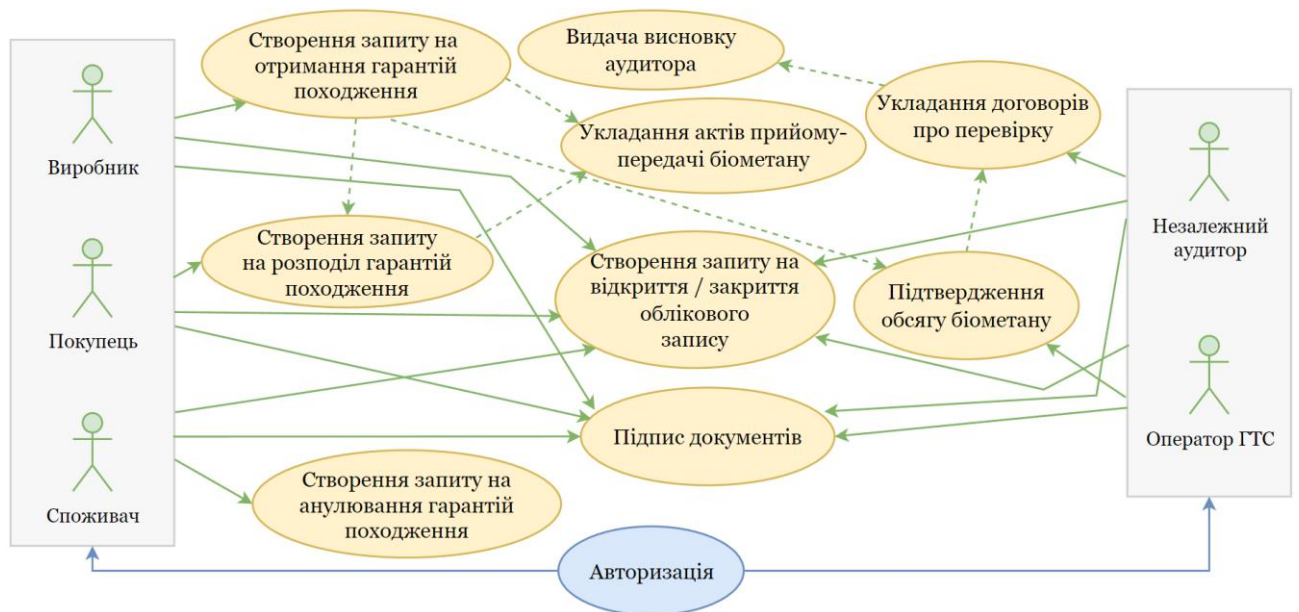 Створення запиту на
отримання гарантій
походження
Видача висновку
аудитора
Укладання договорів
про перевірку
Укладання актів прийому-
передачі біометану
Виробник
Створення запиту
на розподіл гарантій
походження
Створення запиту на
відкриття / закриття
облікового
запису
Підтвердження
обсягу біометану
Незалежний
аудитор
Покупець
Підпис документів
Оператор ГТС
Створення запиту на
анулювання гарантій
походження
Споживач
Авторизація